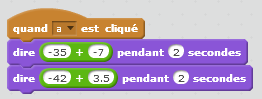 quand a est cliqué
dire -35 + -7 pendant 2 secondes
dire -42 + 3.5 pendant 2 secondes